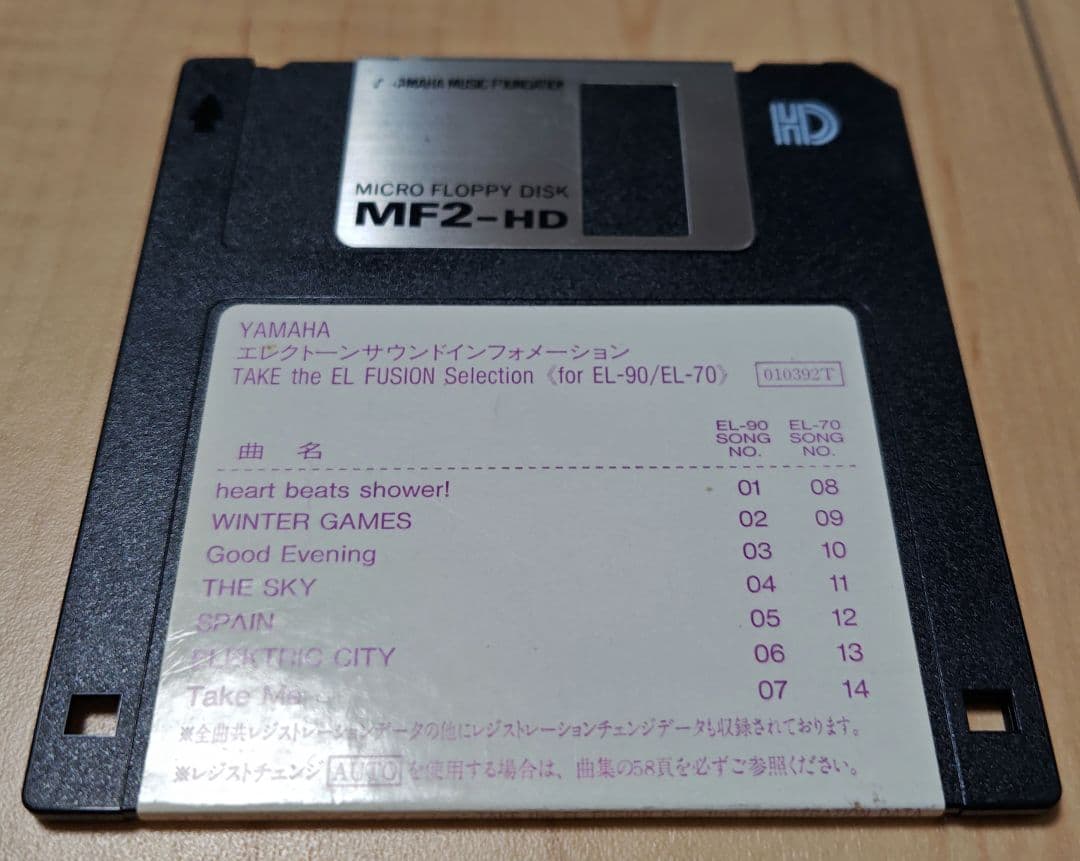 YAMAHA MUSIC FOUNDATION
HD
MICRO FLOPPY DISK
MF2-HD
YAMAHA
エレクトーンサウンドインフォメーション
TAKE the EL FUSION Selection《for EL-90/EL-70》 010392T
曲 名 EL-90 SONG NO. EL-70 SONG NO.
heart beats shower! 01 08
WINTER GAMES 02 09
Good Evening 03 10
THE SKY 04 11
SPAIN 05 12
ELEKTRIC CITY 06 13
Take Me 07 14
※全曲共レジストレーションデータの他にレジストレーションチェンジデータも収録されております。
※レジストチェンジ AUTO を使用する場合は、曲集の58頁を必ずご参照ください。